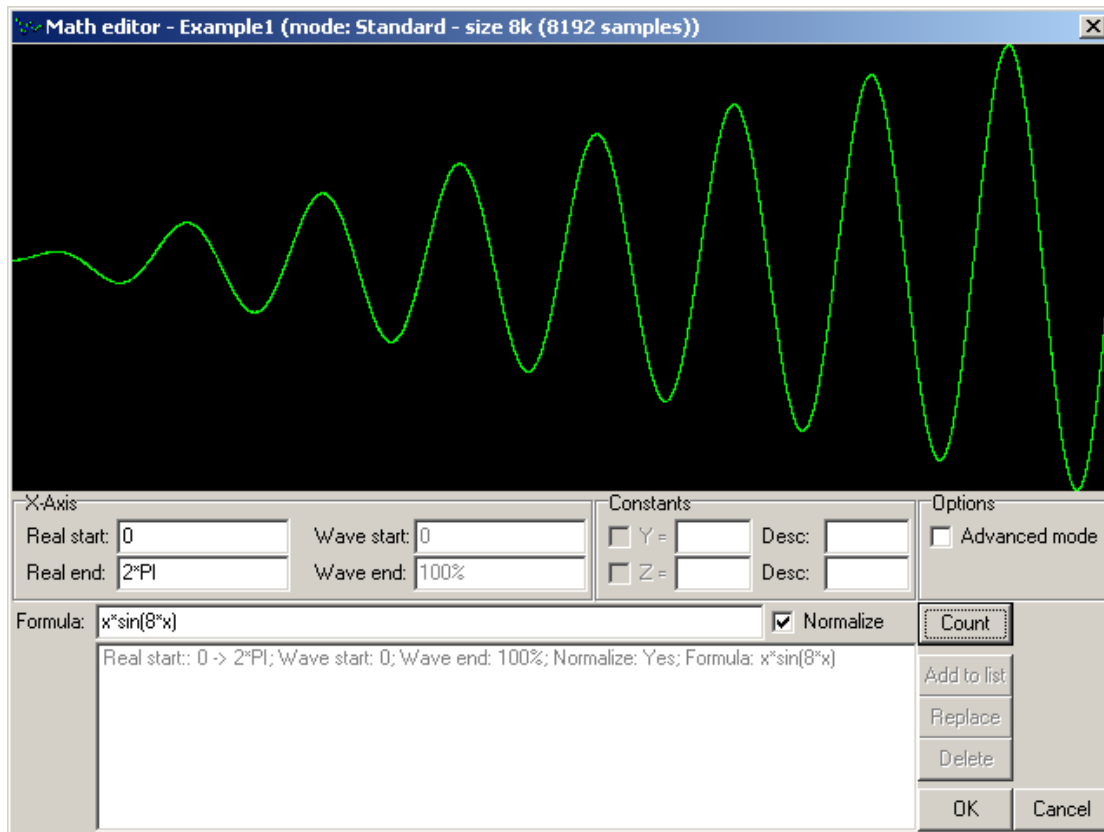 Math editor - Example1 (mode: Standard - size 8k (8192 samples))
X-Axis
Constants
Options
Real start: 0
Wave start: 0
Y =
Desc:
Advanced mode
Real end: 2*PI
Wave end: 100%
Z =
Desc:
Formula: x*sin(8*x)
Normalize
Count
Real start:: 0 -> 2*PI; Wave start: 0; Wave end: 100%; Normalize: Yes; Formula: x*sin(8*x)
Add to list
Replace
Delete
OK
Cancel